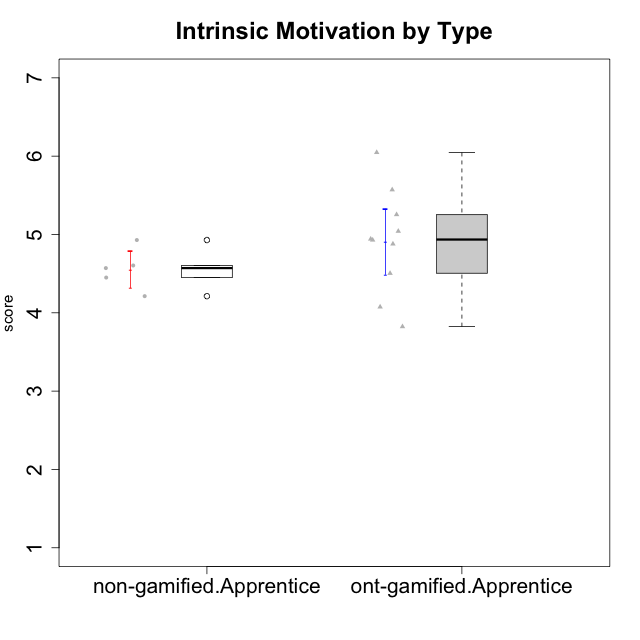 Intrinsic Motivation by Type
score
7
6
5
4
3
2
1
non-gamified.Apprentice
ont-gamified.Apprentice